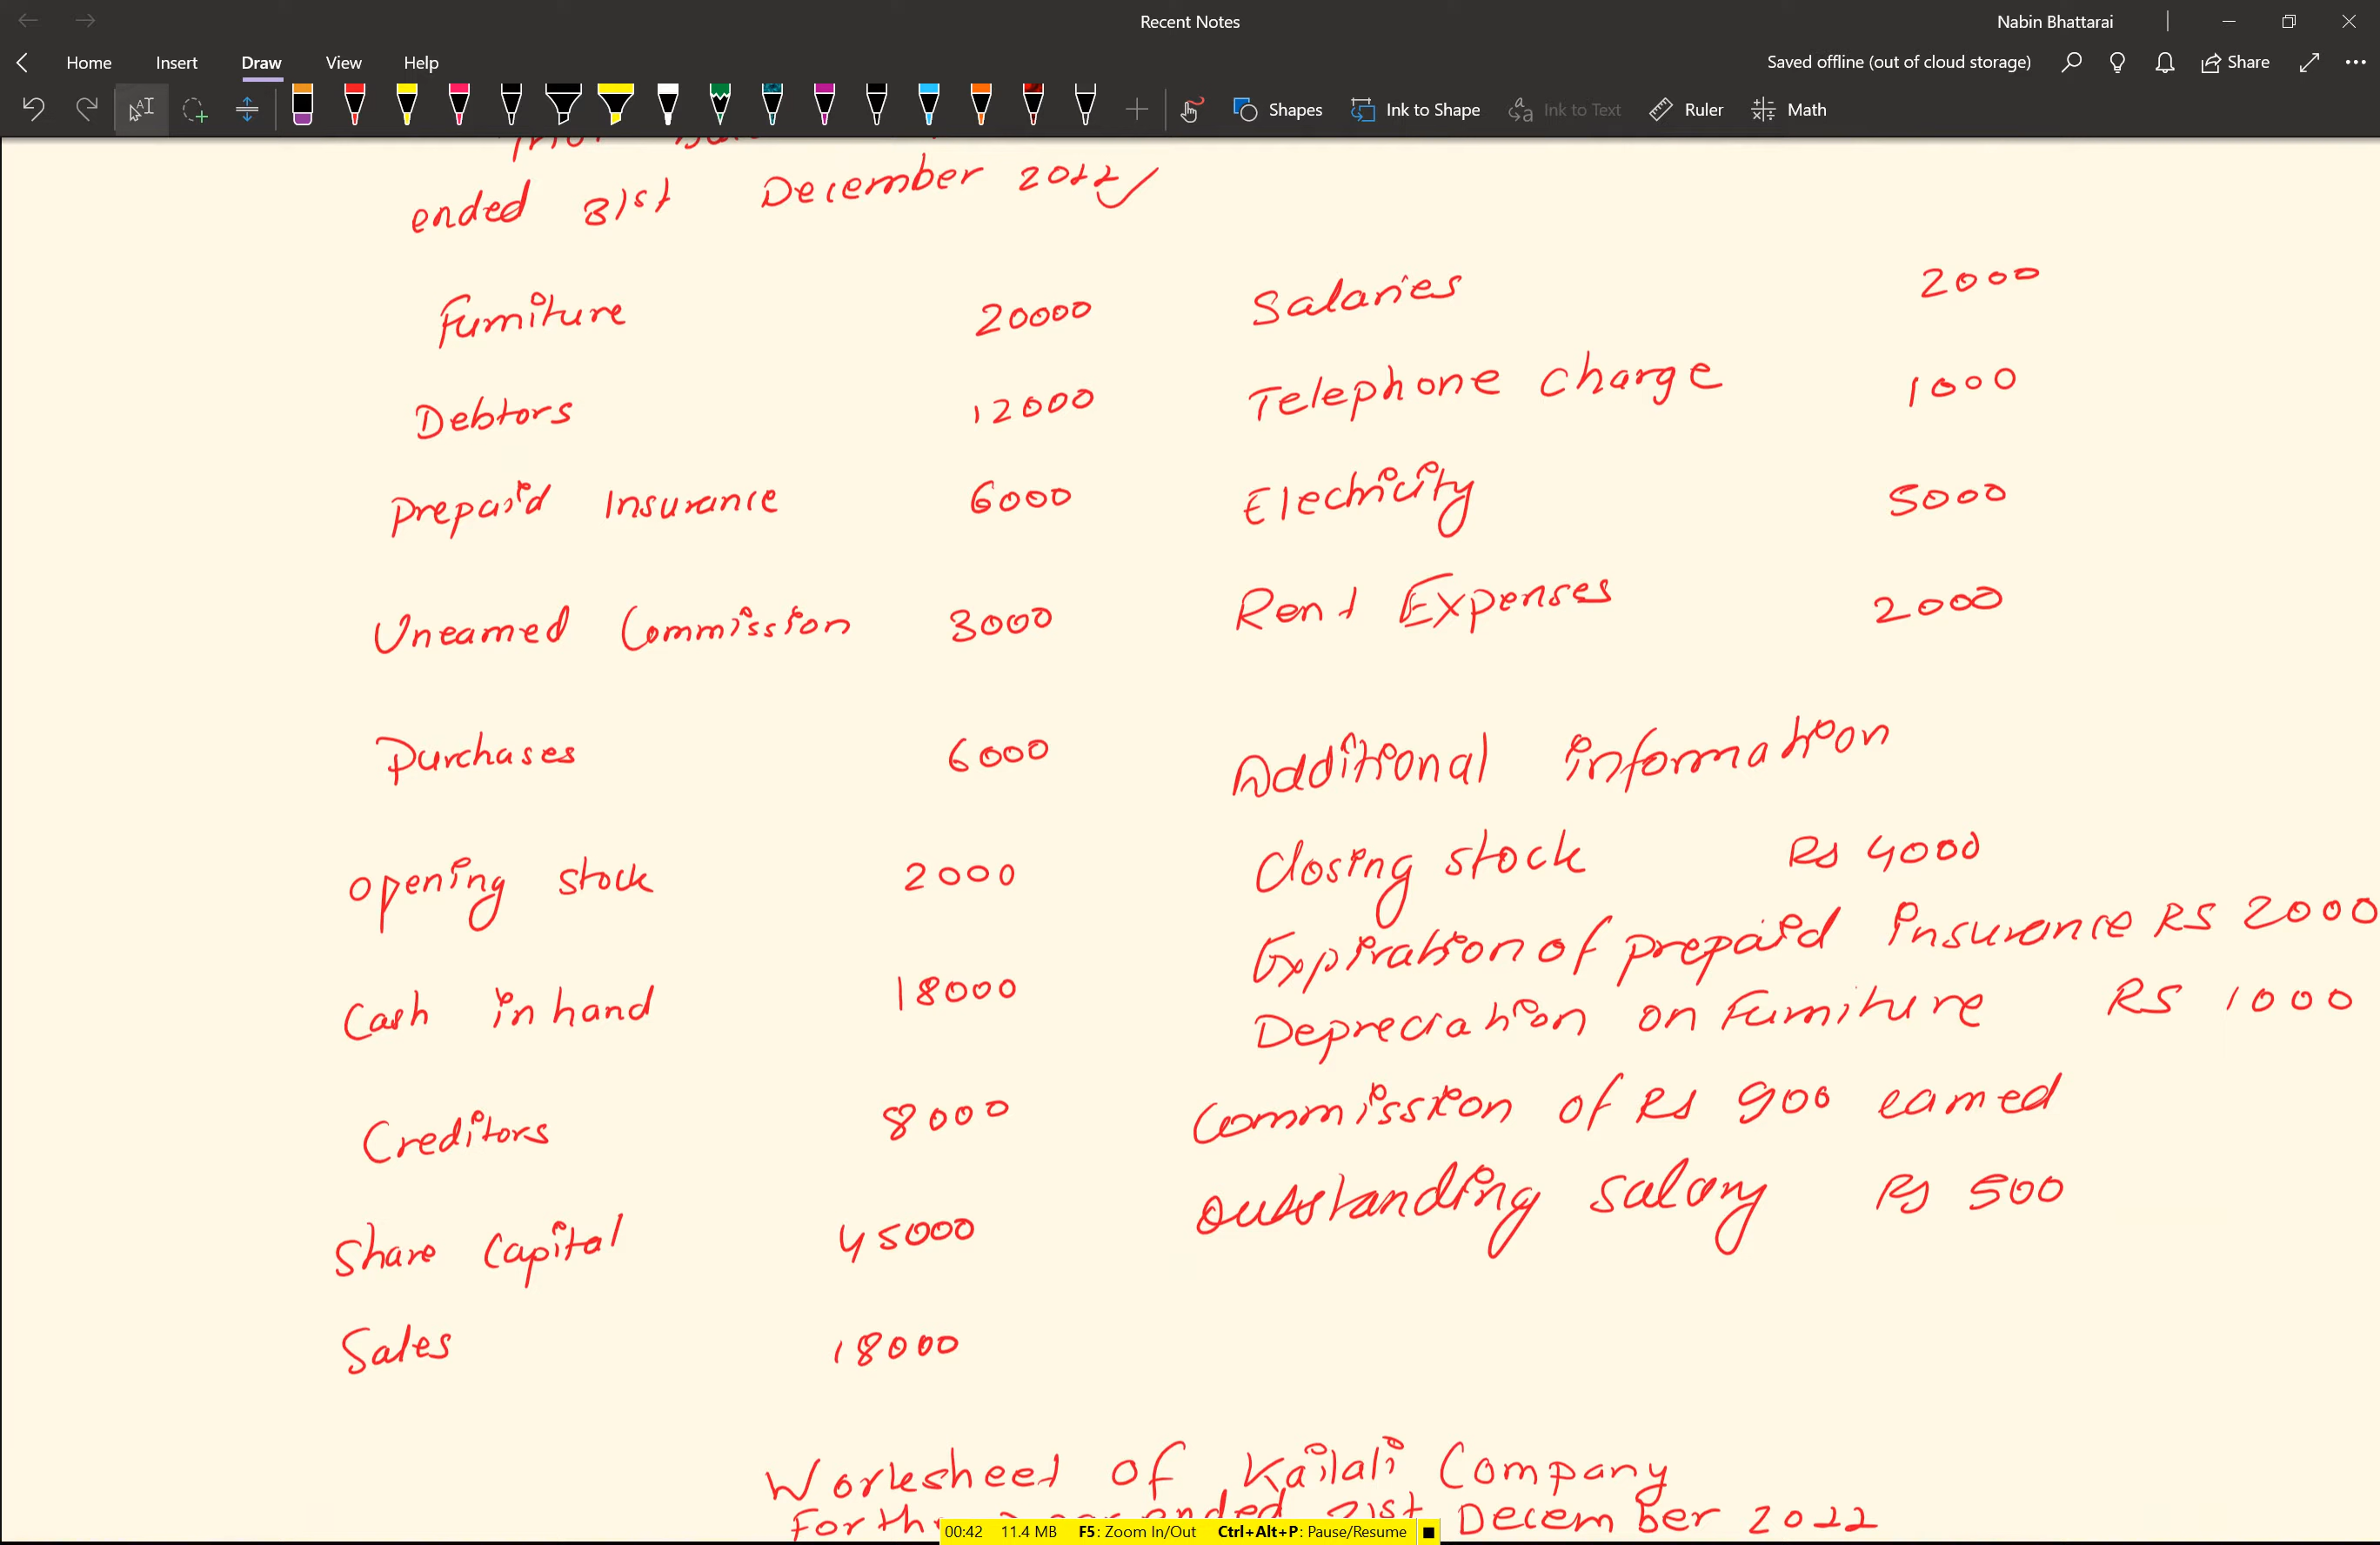 Recent Notes
Nabin Bhattarai
Home Insert Draw View Help
Saved offline (out of cloud storage)
Share
Shapes
Ink to Shape
Ink to Text
Ruler
Math
ended 31st December 2022
Furniture 20000
Debtors 12000
Prepaid Insurance 6000
Unearned Commission 3000
Purchases 6000
Opening stock 2000
Cash in hand 18000
Creditors 8000
Share Capital 45000
Sales 18000
Salaries 2000
Telephone charge 1000
Electricity 5000
Rent Expenses 2000
Additional information
Closing stock Rs 4000
Expiration of prepaid insurance RS 2000
Depreciation on Furniture RS 1000
Commission of Rs 900 earned
Outstanding salary Rs 500
Worksheet of Kailali Company
For the ended 31st December 2022
00:42 11.4 MB F5: Zoom In/Out Ctrl+Alt+P: Pause/Resume